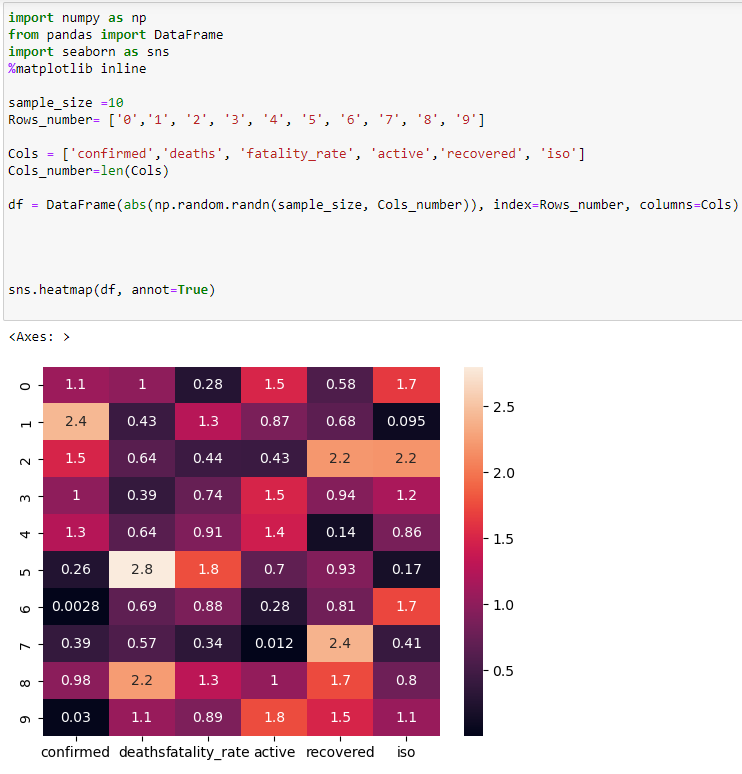 import numpy as np
from pandas import DataFrame
import seaborn as sns
%matplotlib inline
sample_size =10
Rows_number= ['0','1', '2', '3', '4', '5', '6', '7', '8', '9']
Cols = ['confirmed','deaths', 'fatality_rate', 'active','recovered', 'iso']
Cols_number=len(Cols)
df = DataFrame(abs(np.random.randn(sample_size, Cols_number)), index=Rows_number, columns=Cols)
sns.heatmap(df, annot=True)
<Axes: >
0 1.1 1 0.28 1.5 0.58 1.7
1 2.4 0.43 1.3 0.87 0.68 0.095
2 1.5 0.64 0.44 0.43 2.2 2.2
3 1 0.39 0.74 1.5 0.94 1.2
4 1.3 0.64 0.91 1.4 0.14 0.86
5 0.26 2.8 1.8 0.7 0.93 0.17
6 0.0028 0.69 0.88 0.28 0.81 1.7
7 0.39 0.57 0.34 0.012 2.4 0.41
8 0.98 2.2 1.3 1 1.7 0.8
9 0.03 1.1 0.89 1.8 1.5 1.1
confirmed deaths fatality_rate active recovered iso
2.5
2.0
1.5
1.0
0.5